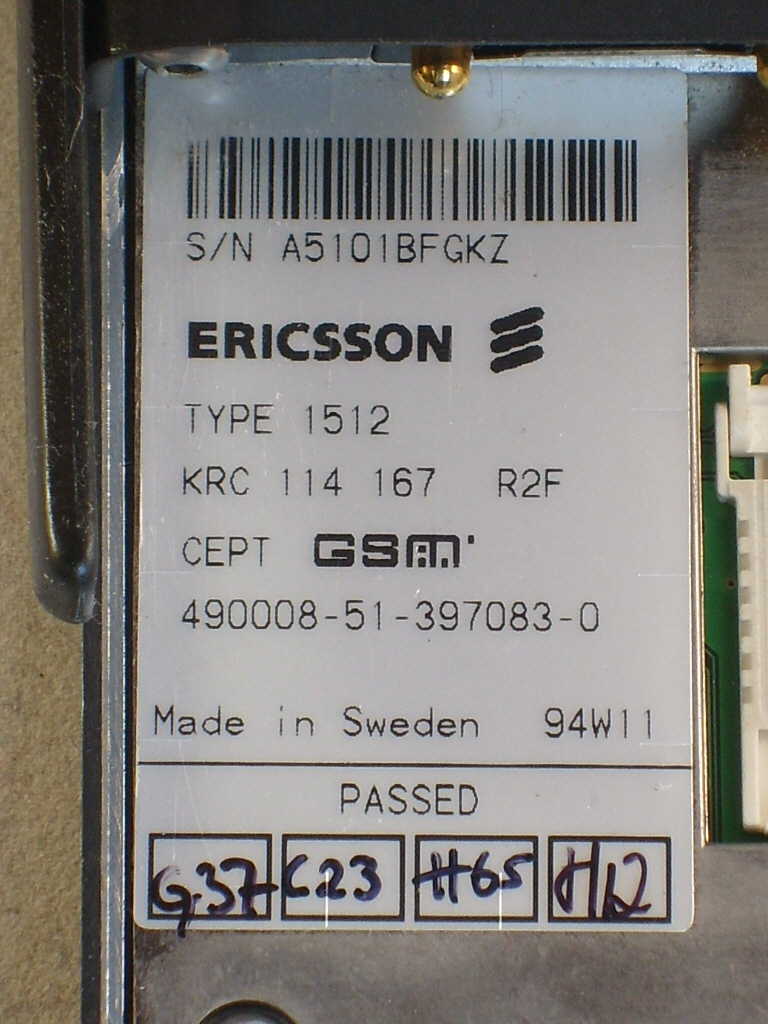 S/N A5101BFGKZ
ERICSSON
TYPE 1512
KRC 114 167 R2F
CEPT GSM
490008-51-397083-0
Made in Sweden 94W11
PASSED
G37 C23 H65 H12